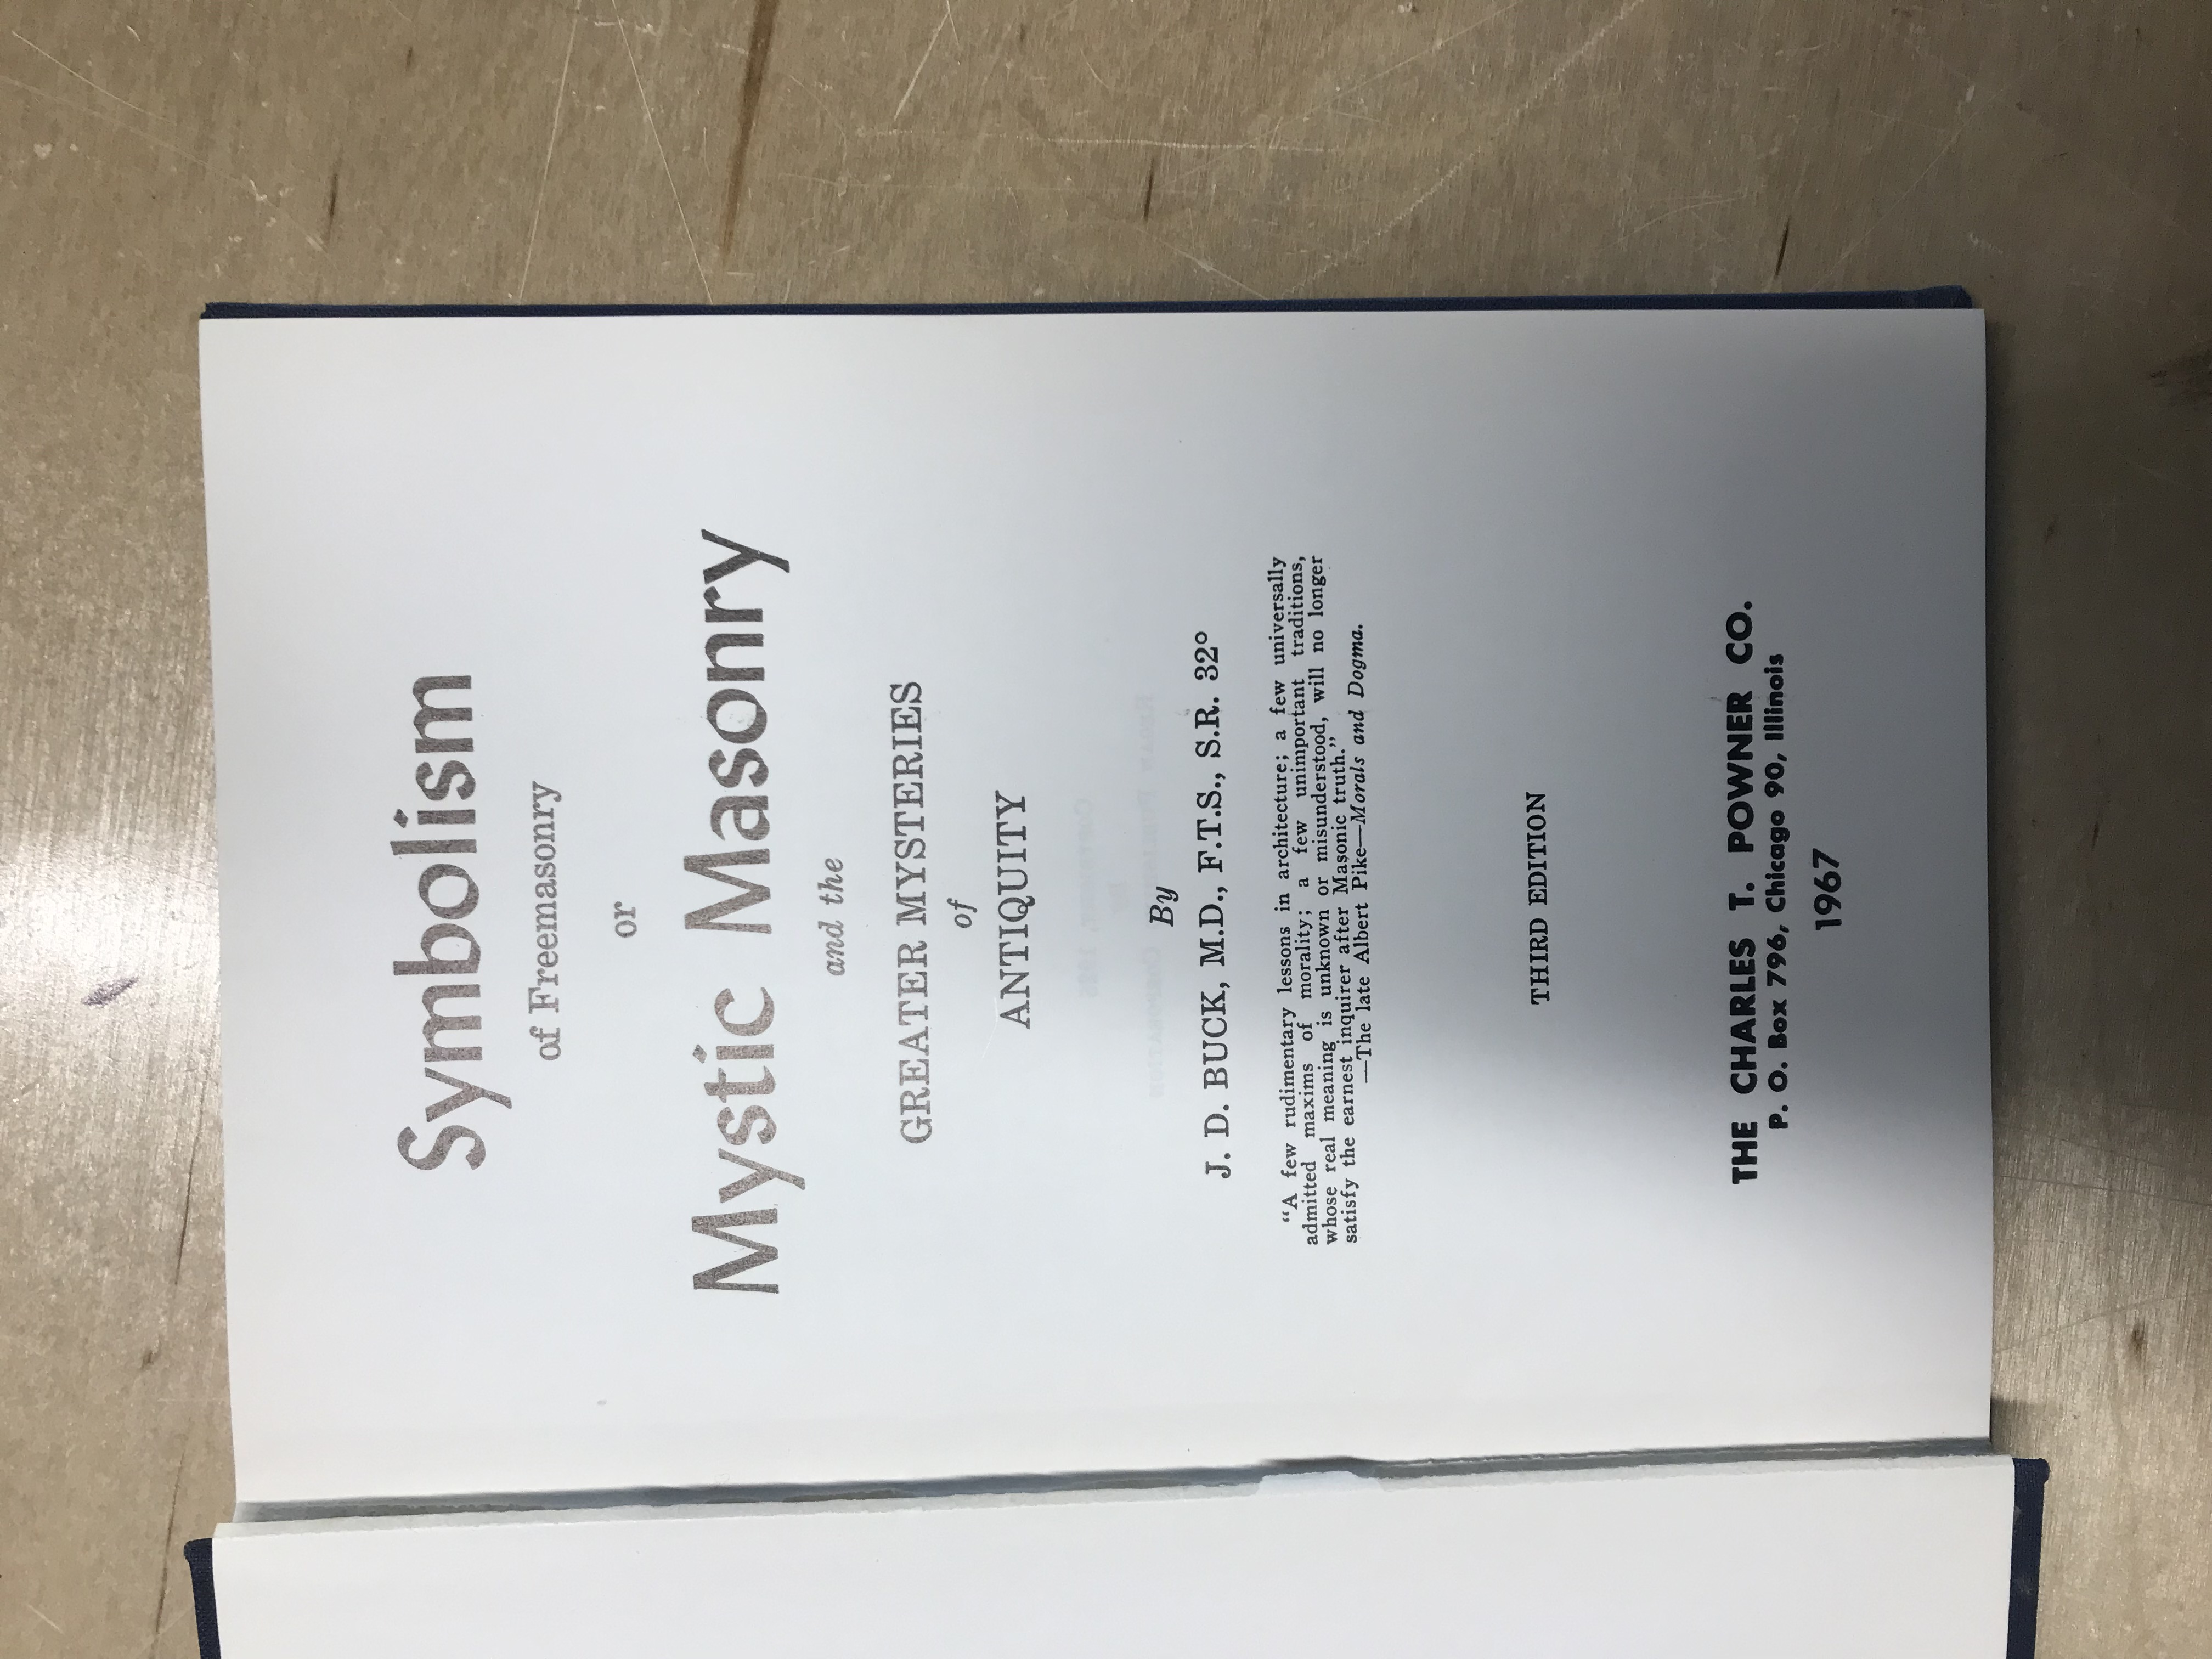 Symbolism
of Freemasonry
or
Mystic Masonry
and the
GREATER MYSTERIES
of
ANTIQUITY
By
J. D. BUCK, M.D., F.T.S., S.R. 32°
“A few rudimentary lessons in architecture; a few universally
admitted maxims of morality; a few unimportant traditions,
whose real meaning is unknown or misunderstood, will no longer
satisfy the earnest inquirer after Masonic truth.”
—The late Albert Pike—Morals and Dogma.
THIRD EDITION
THE CHARLES T. POWNER CO.
P. O. Box 796, Chicago 90, Illinois
1967